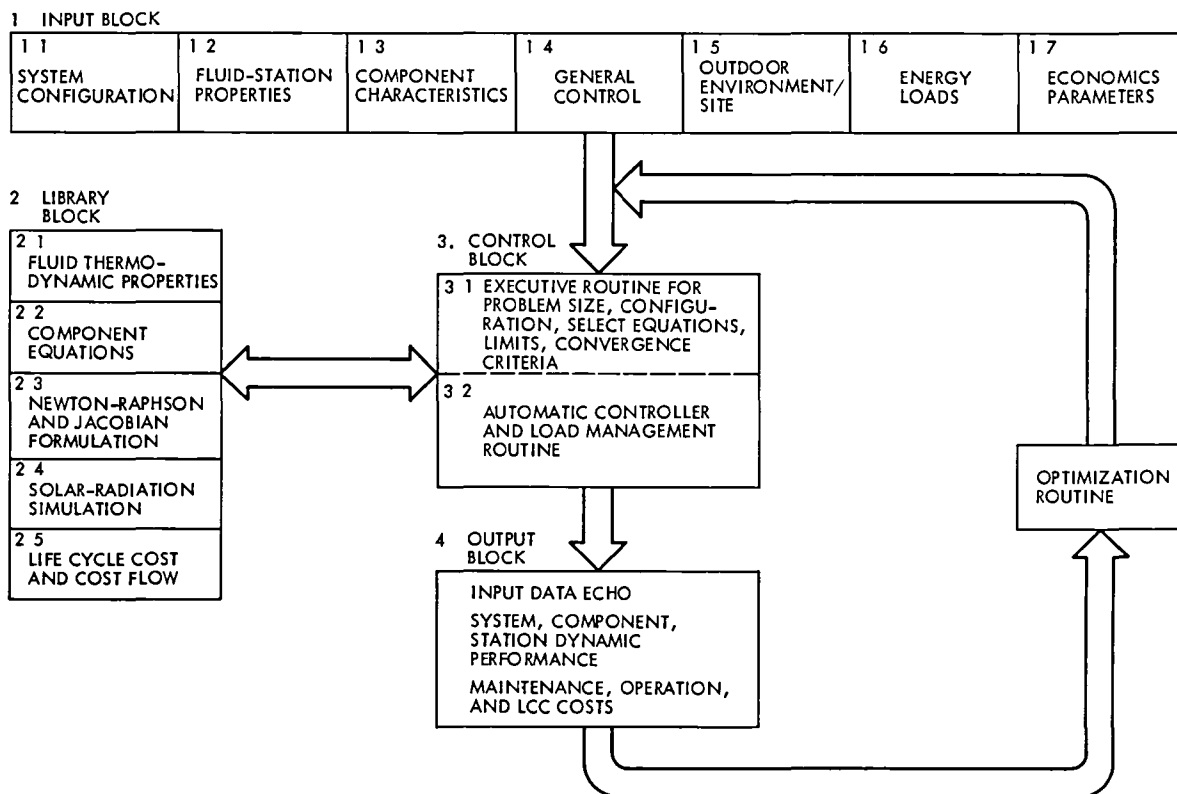 1 INPUT BLOCK
1 1
SYSTEM
CONFIGURATION
1 2
FLUID-STATION
PROPERTIES
1 3
COMPONENT
CHARACTERISTICS
1 4
GENERAL
CONTROL
1 5
OUTDOOR
ENVIRONMENT/
SITE
1 6
ENERGY
LOADS
1 7
ECONOMICS
PARAMETERS
2 LIBRARY
BLOCK
2 1
FLUID THERMO-
DYNAMIC PROPERTIES
2 2
COMPONENT
EQUATIONS
2 3
NEWTON-RAPHSON
AND JACOBIAN
FORMULATION
2 4
SOLAR-RADIATION
SIMULATION
2 5
LIFE CYCLE COST
AND COST FLOW
3. CONTROL
BLOCK
3 1 EXECUTIVE ROUTINE FOR
PROBLEM SIZE, CONFIGU-
RATION, SELECT EQUATIONS,
LIMITS, CONVERGENCE
CRITERIA
3 2
AUTOMATIC CONTROLLER
AND LOAD MANAGEMENT
ROUTINE
4 OUTPUT
BLOCK
INPUT DATA ECHO
SYSTEM, COMPONENT,
STATION DYNAMIC
PERFORMANCE
MAINTENANCE, OPERATION,
AND LCC COSTS
OPTIMIZATION
ROUTINE